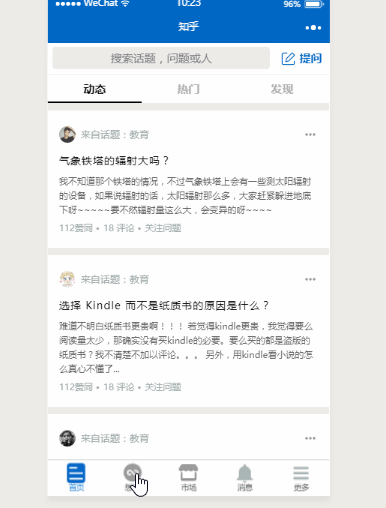 WeChat 10:23 96%
知乎
搜索话题，问题或人 提问
动态 热门 发现
来自话题：教育
气象铁塔的辐射大吗？
我不知道那个铁塔的情况，不过气象铁塔上会有一些测太阳辐射
的设备，如果说辐射的话，太阳辐射那么多，大家赶紧躲进地底
下呀~~~~~要不然辐射量这么大，会变异的呀~~~~
112赞同 • 18 评论 • 关注问题
来自话题：教育
选择 Kindle 而不是纸质书的原因是什么？
难道不明白纸质书更贵啊！！！ 若觉得kindle更贵，我觉得要么
阅读量太少，那确实没有买kindle的必要。要么买的都是盗版的
纸质书？我不清楚不加以评论。。。 另外，用kindle看小说的怎
么真心不懂了...
112赞同 • 18 评论 • 关注问题
来自话题：教育
首页 市场 消息 更多